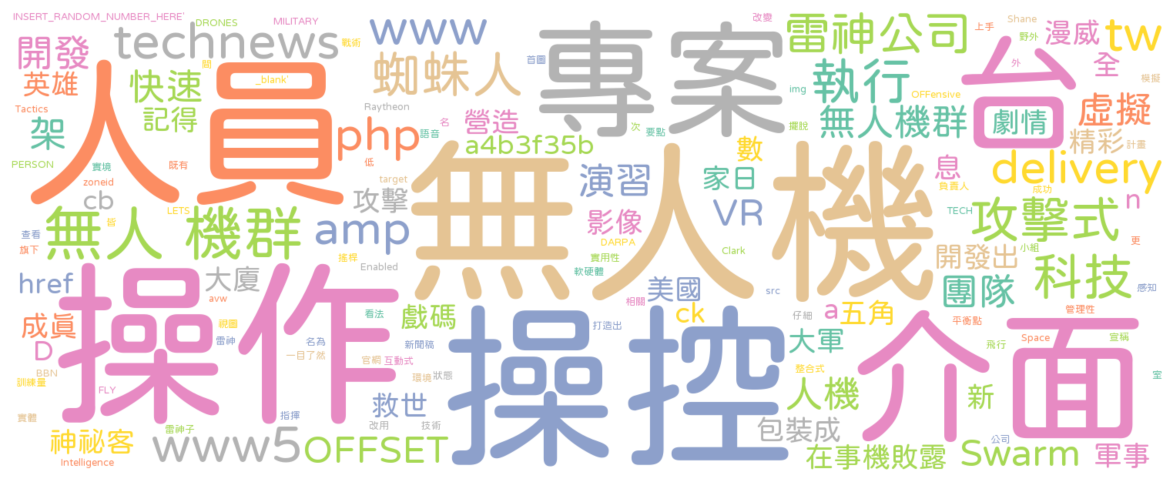 INSERT_RANDOM_NUMBER_HERE'
DRONES
MILITARY
改變
上手
Shane
野外
漫威
tw
開發
technews
戰術
www
首圖
專案
雷神公司
台
全
英雄
關
_blank'
快速
蜘蛛人
執行
外
機艇
虛擬
Tactics
人員
Raytheon
img
OFFensive
架
記得
php
語音
名
營造
次
要點
擺脫
無人機群
劇情
精彩
計畫
a4b3f35b
PERSON
實境
既有
低
無人機
演習
家日
數
息
delivery
zoneid
target
cb
攻擊
VR
負責人
成功
n
LETS
影像
TECH
攻擊式
查看
無人 機群
皆
amp
DARPA
Clark
小組
更
旗下
搖桿
Enabled
實用性
開發出
科技
軟硬體
href
大廈
操作
美國
src
團隊
感知
avw
相關
ck
仔細
a
五角
管理性
成真
視圖
看法
戲碼
打造出
操控
介面
平衡點
D
雷神
名為
新聞稿
大軍
Space
宣稱
BBN
一目了然
官網
互動式
飛行
訓練量
FLY
環境
狀態
整合式
室
人機
新
實體
指揮
救世
雷神子
改用
技術
包裝成
神祕客
www5
OFFSET
公司
Intelligence
在事機敗露
Swarm
軍事